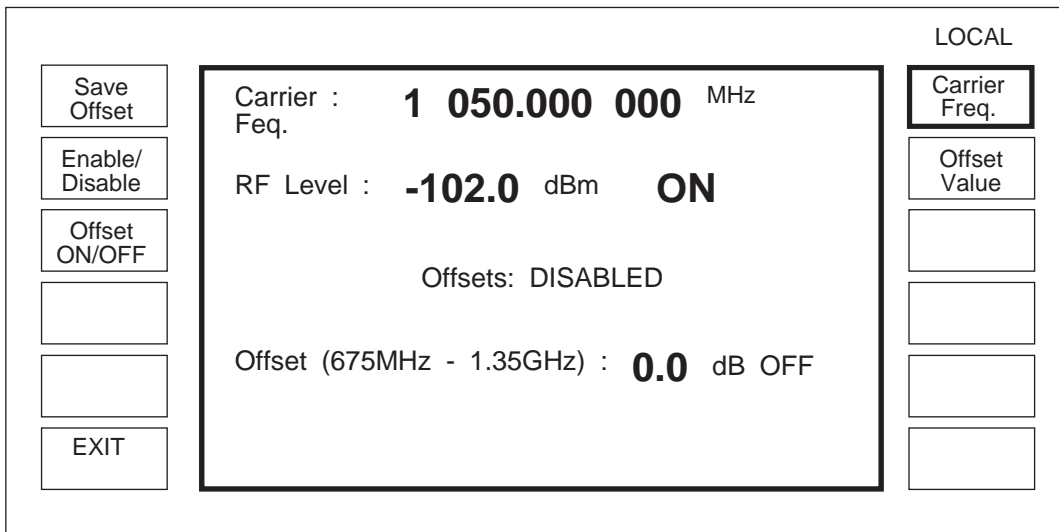 LOCAL
Save
Offset
Enable/
Disable
Offset
ON/OFF
EXIT
Carrier : 1 050.000 000 MHz
Feq.
RF Level : -102.0 dBm ON
Offsets: DISABLED
Offset (675MHz - 1.35GHz) : 0.0 dB OFF
Carrier
Freq.
Offset
Value